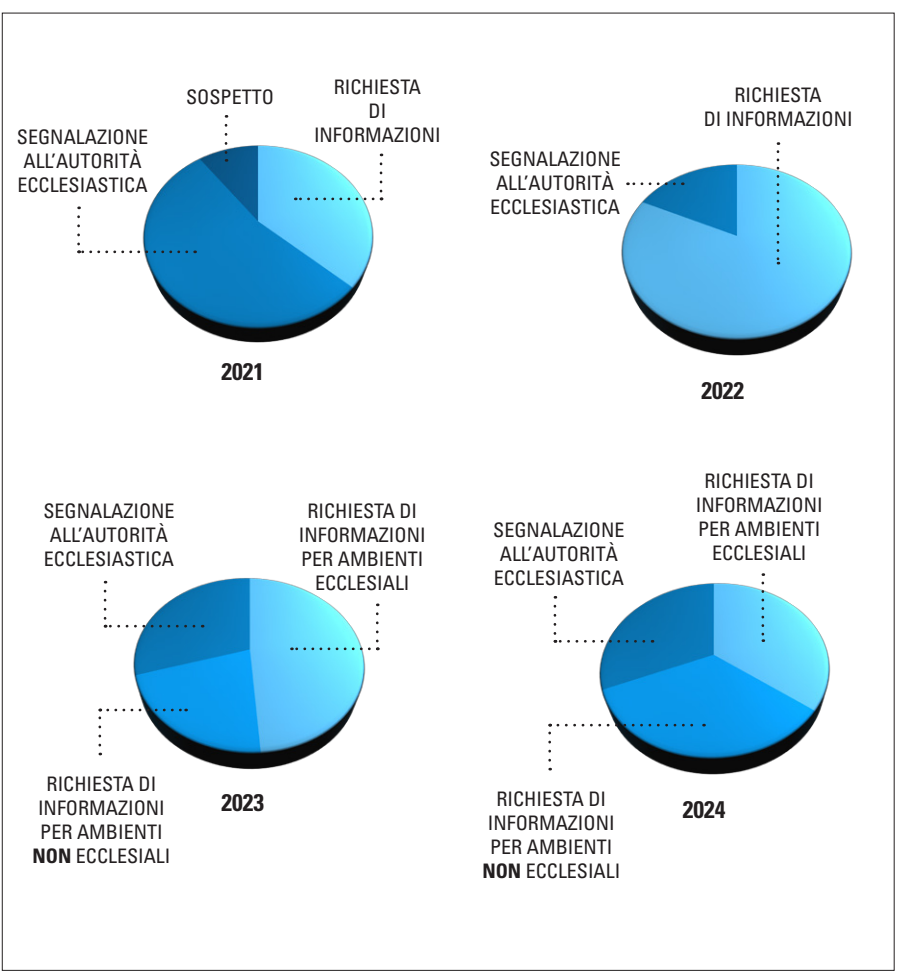 SOSPETTO
RICHIESTA
DI
INFORMAZIONI
SEGNALAZIONE
ALL'AUTORITÀ
ECCLESIASTICA
2021
RICHIESTA
DI INFORMAZIONI
SEGNALAZIONE
ALL'AUTORITÀ
ECCLESIASTICA
2022
SEGNALAZIONE
ALL'AUTORITÀ
ECCLESIASTICA
RICHIESTA DI
INFORMAZIONI
PER AMBIENTI
ECCLESIALI
RICHIESTA DI
INFORMAZIONI
PER AMBIENTI
NON ECCLESIALI
2023
RICHIESTA DI
INFORMAZIONI
PER AMBIENTI
ECCLESIALI
SEGNALAZIONE
ALL'AUTORITÀ
ECCLESIASTICA
RICHIESTA DI
INFORMAZIONI
PER AMBIENTI
NON ECCLESIALI
2024